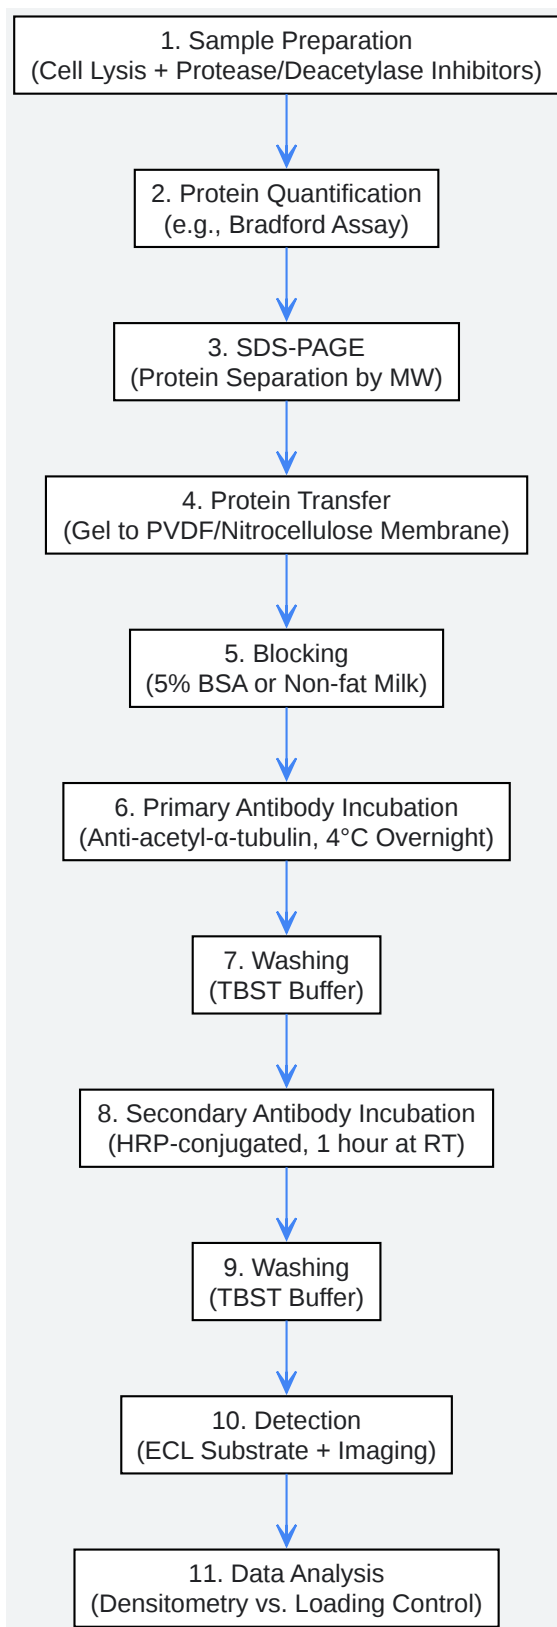 1. Sample Preparation
(Cell Lysis + Protease/Deacetylase Inhibitors)
2. Protein Quantification
(e.g., Bradford Assay)
3. SDS-PAGE
(Protein Separation by MW)
4. Protein Transfer
(Gel to PVDF/Nitrocellulose Membrane)
5. Blocking
(5% BSA or Non-fat Milk)
6. Primary Antibody Incubation
(Anti-acetyl-α-tubulin, 4°C Overnight)
7. Washing
(TBST Buffer)
8. Secondary Antibody Incubation
(HRP-conjugated, 1 hour at RT)
9. Washing
(TBST Buffer)
10. Detection
(ECL Substrate + Imaging)
11. Data Analysis
(Densitometry vs. Loading Control)